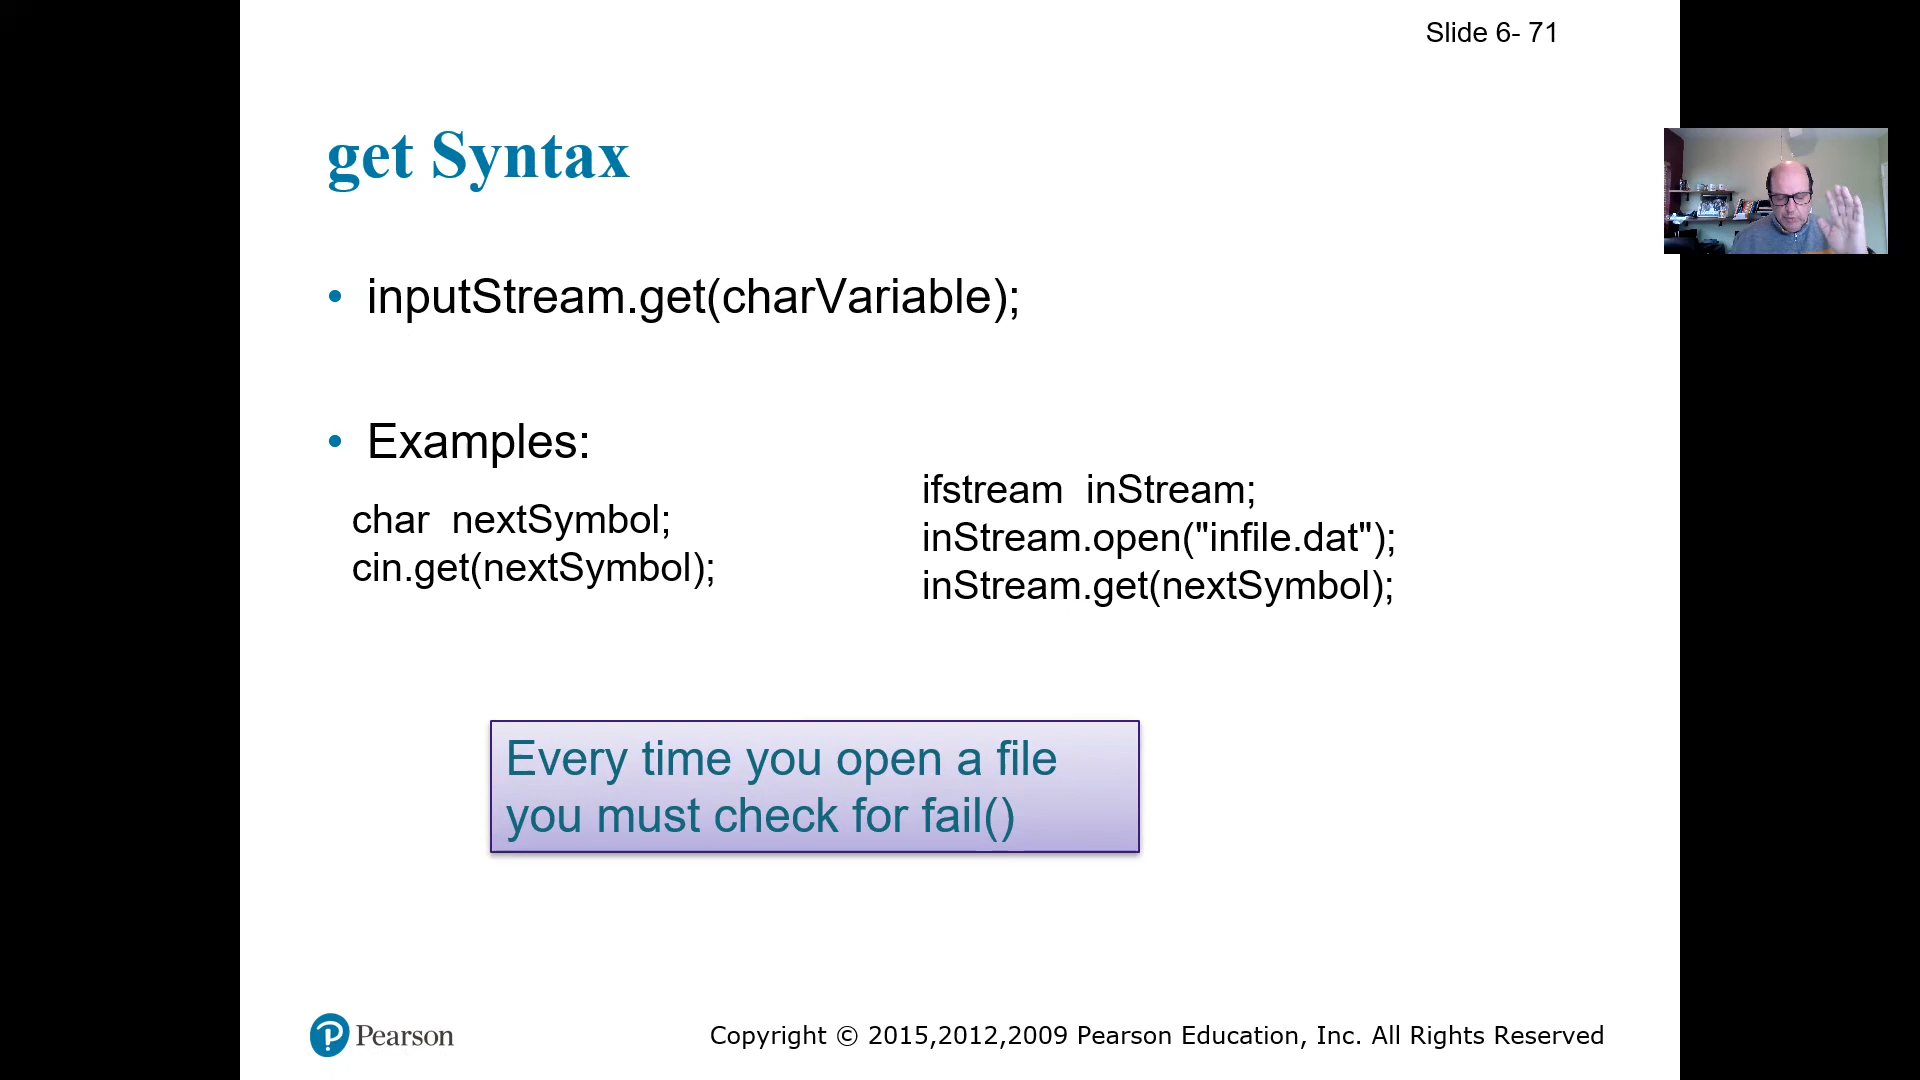 Slide 6- 71
get Syntax
• inputStream.get(charVariable);
• Examples:
char nextSymbol;
cin.get(nextSymbol);
ifstream inStream;
inStream.open("infile.dat");
inStream.get(nextSymbol);
Every time you open a file
you must check for fail()
Pearson
Copyright © 2015,2012,2009 Pearson Education, Inc. All Rights Reserved